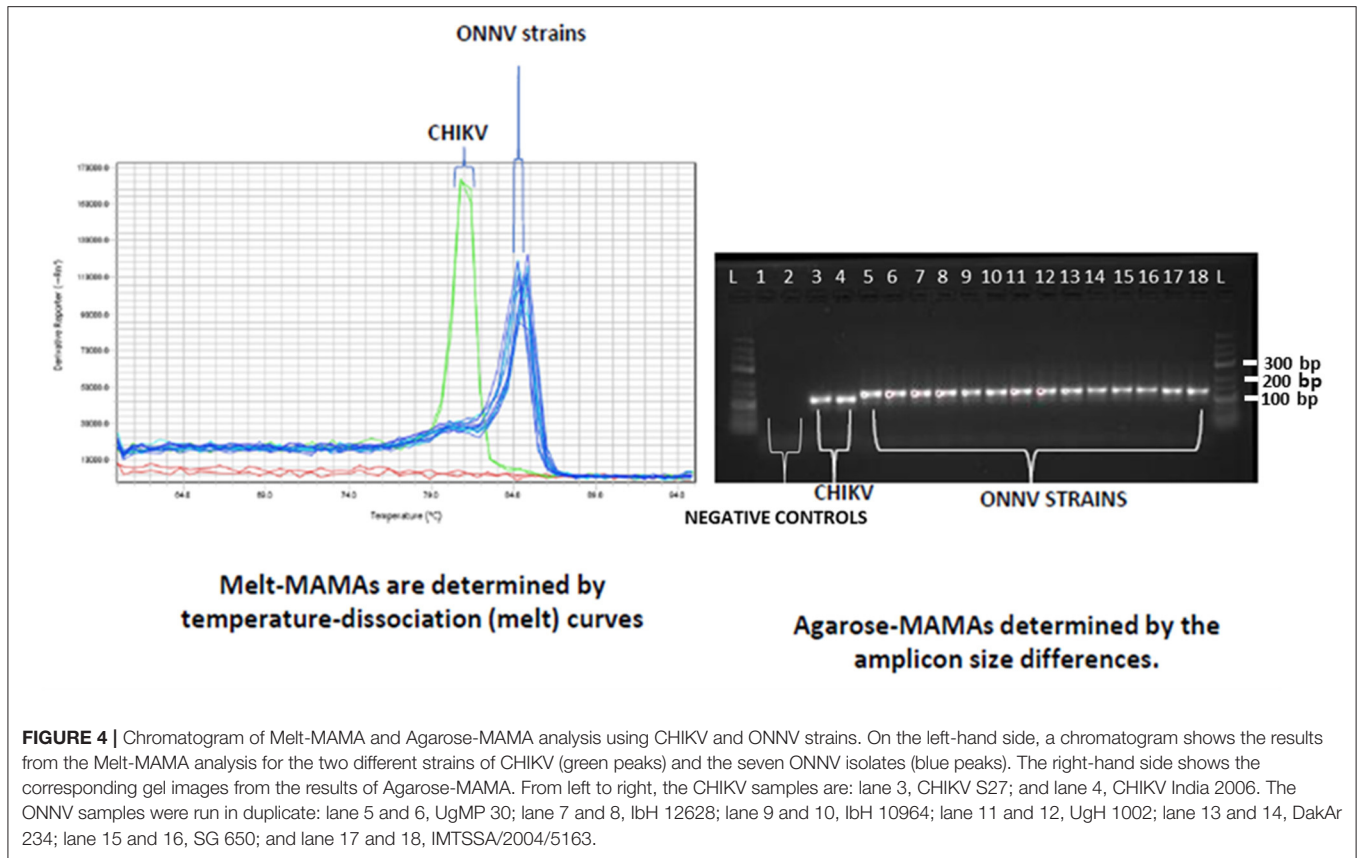 ONNV strains
CHIKV
Derivative Reporter (-Rn')
Temperature (°C)
74.0
79.0
L 1 2 3 4 5 6 7 8 9 10 11 12 13 14 15 16 17 18 L
300 bp
200 bp
100 bp
CHIKV
ONNV STRAINS
NEGATIVE CONTROLS
Melt-MAMAs are determined by
temperature-dissociation (melt) curves
Agarose-MAMAs determined by the
amplicon size differences.
FIGURE 4 | Chromatogram of Melt-MAMA and Agarose-MAMA analysis using CHIKV and ONNV strains. On the left-hand side, a chromatogram shows the results
from the Melt-MAMA analysis for the two different strains of CHIKV (green peaks) and the seven ONNV isolates (blue peaks). The right-hand side shows the
corresponding gel images from the results of Agarose-MAMA. From left to right, the CHIKV samples are: lane 3, CHIKV S27; and lane 4, CHIKV India 2006. The
ONNV samples were run in duplicate: lane 5 and 6, UgMP 30; lane 7 and 8, IbH 12628; lane 9 and 10, IbH 10964; lane 11 and 12, UgH 1002; lane 13 and 14, DakAr
234; lane 15 and 16, SG 650; and lane 17 and 18, IMTSSA/2004/5163.